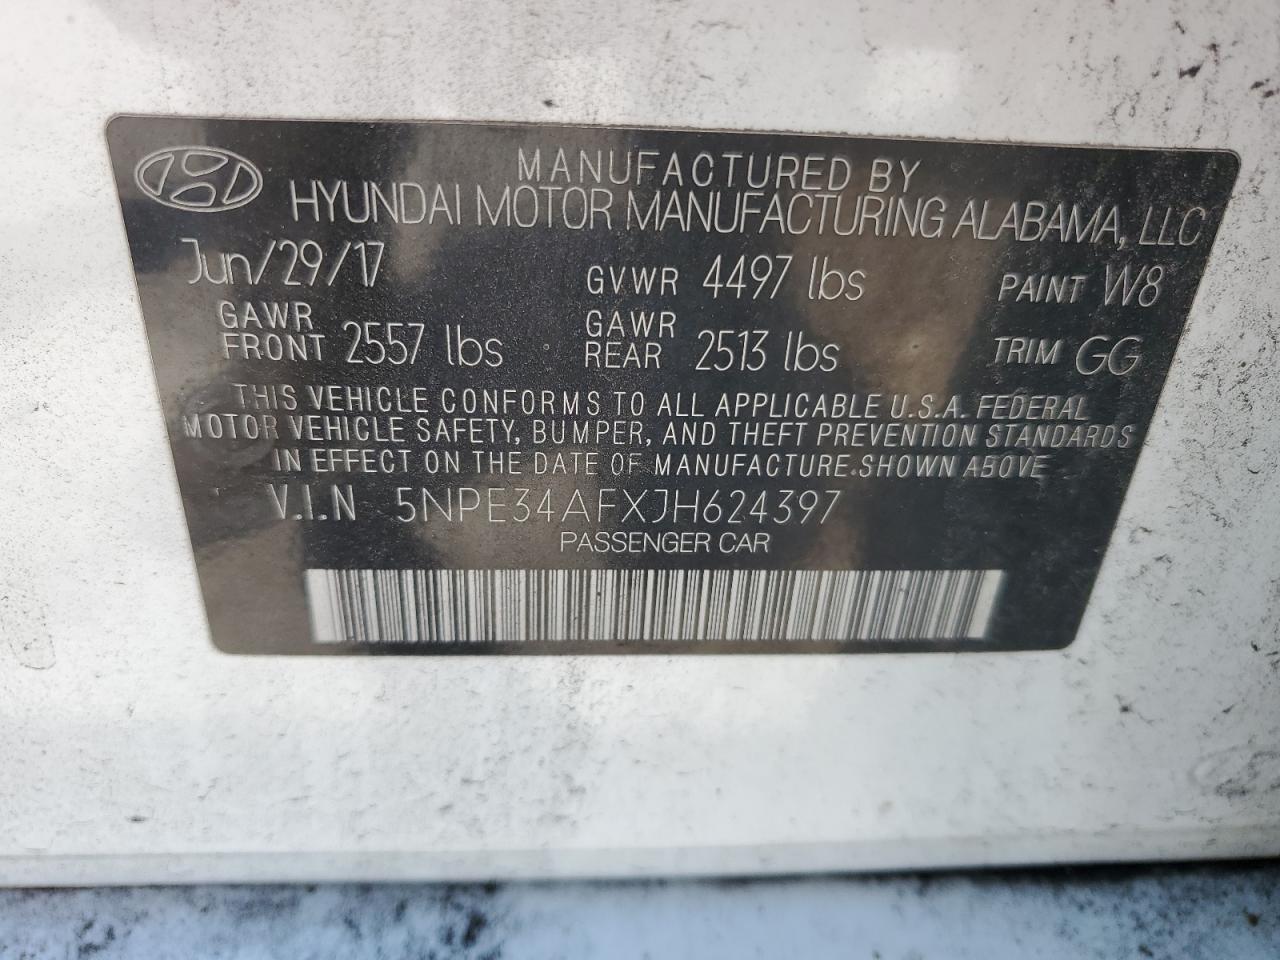 MANUFACTURED BY
HYUNDAI MOTOR MANUFACTURING ALABAMA, LLC
Jun/29/17 GVWR 4497 lbs PAINT W8
GAWR FRONT 2557 lbs GAWR REAR 2513 lbs TRIM GG
THIS VEHICLE CONFORMS TO ALL APPLICABLE U.S.A. FEDERAL
MOTOR VEHICLE SAFETY, BUMPER, AND THEFT PREVENTION STANDARDS
IN EFFECT ON THE DATE OF MANUFACTURE SHOWN ABOVE
V.I.N 5NPE34AFXJH624397
PASSENGER CAR